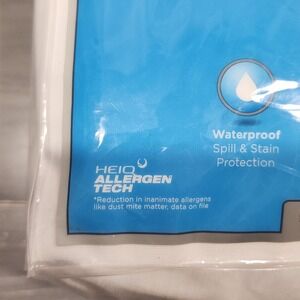 Waterproof
Spill & Stain
Protection
HEIQ
ALLERGEN
TECH
*Reduction in inanimate allergens
like dust mite matter, data on file